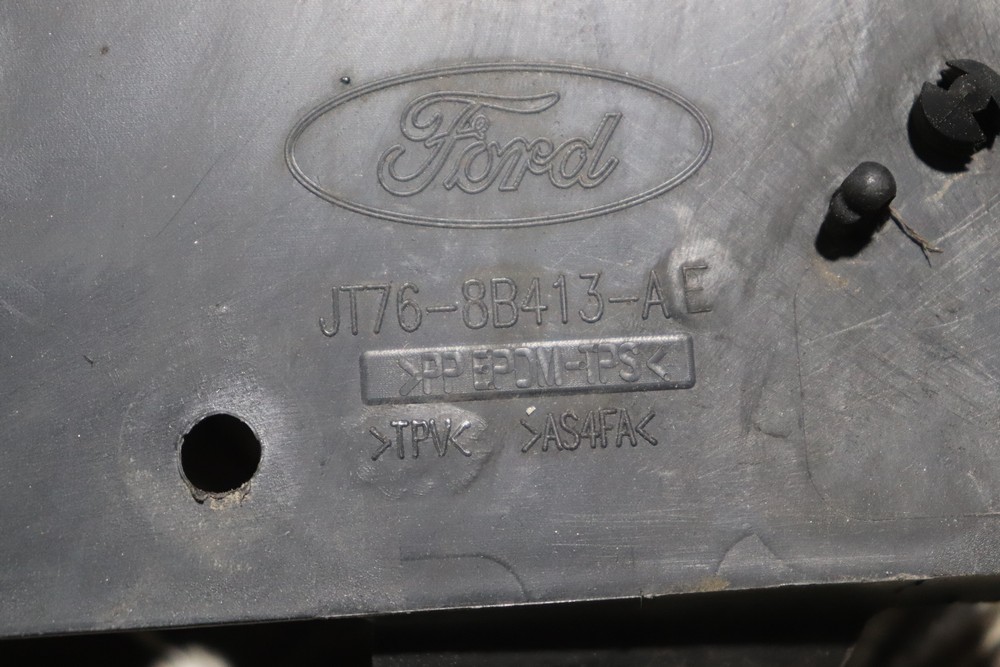 Ford
JT76-8B413-AE
>PP EPDM-TPS<
>TPV< >AS4FA<